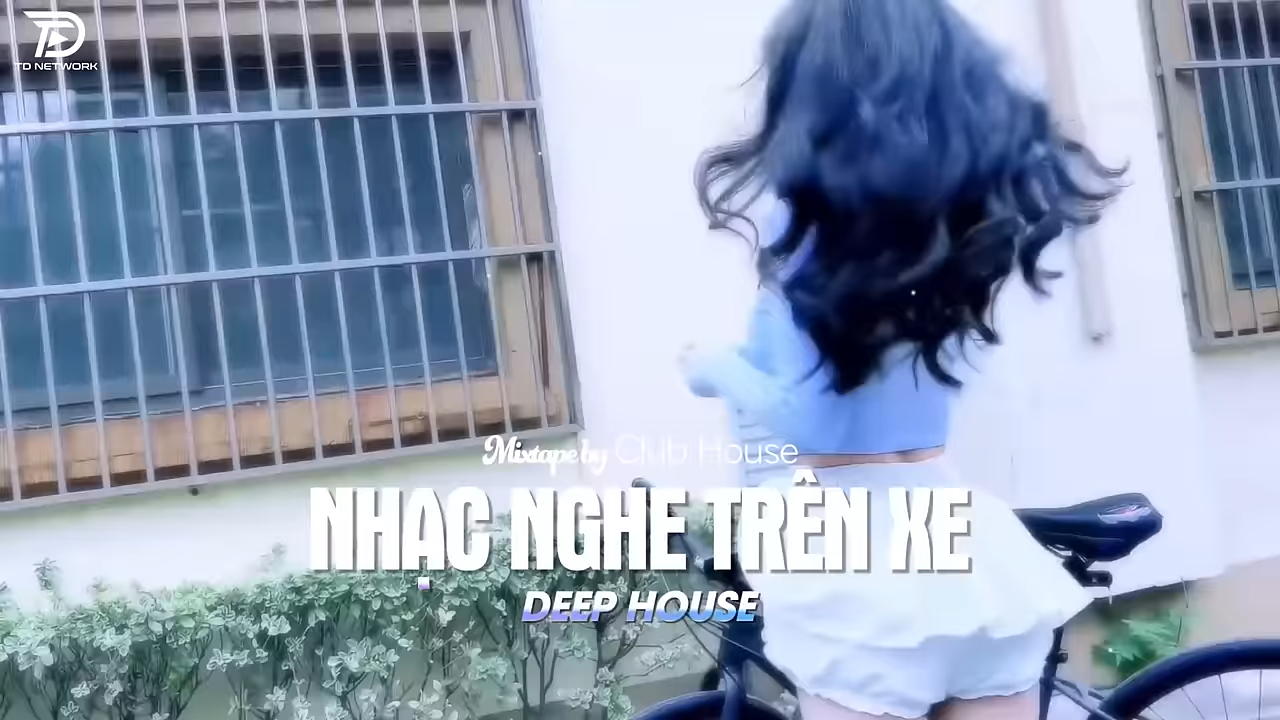 TD NETWORK
Mixtape by Club House
NHẠC NGHE TRÊN XE
DEEP HOUSE